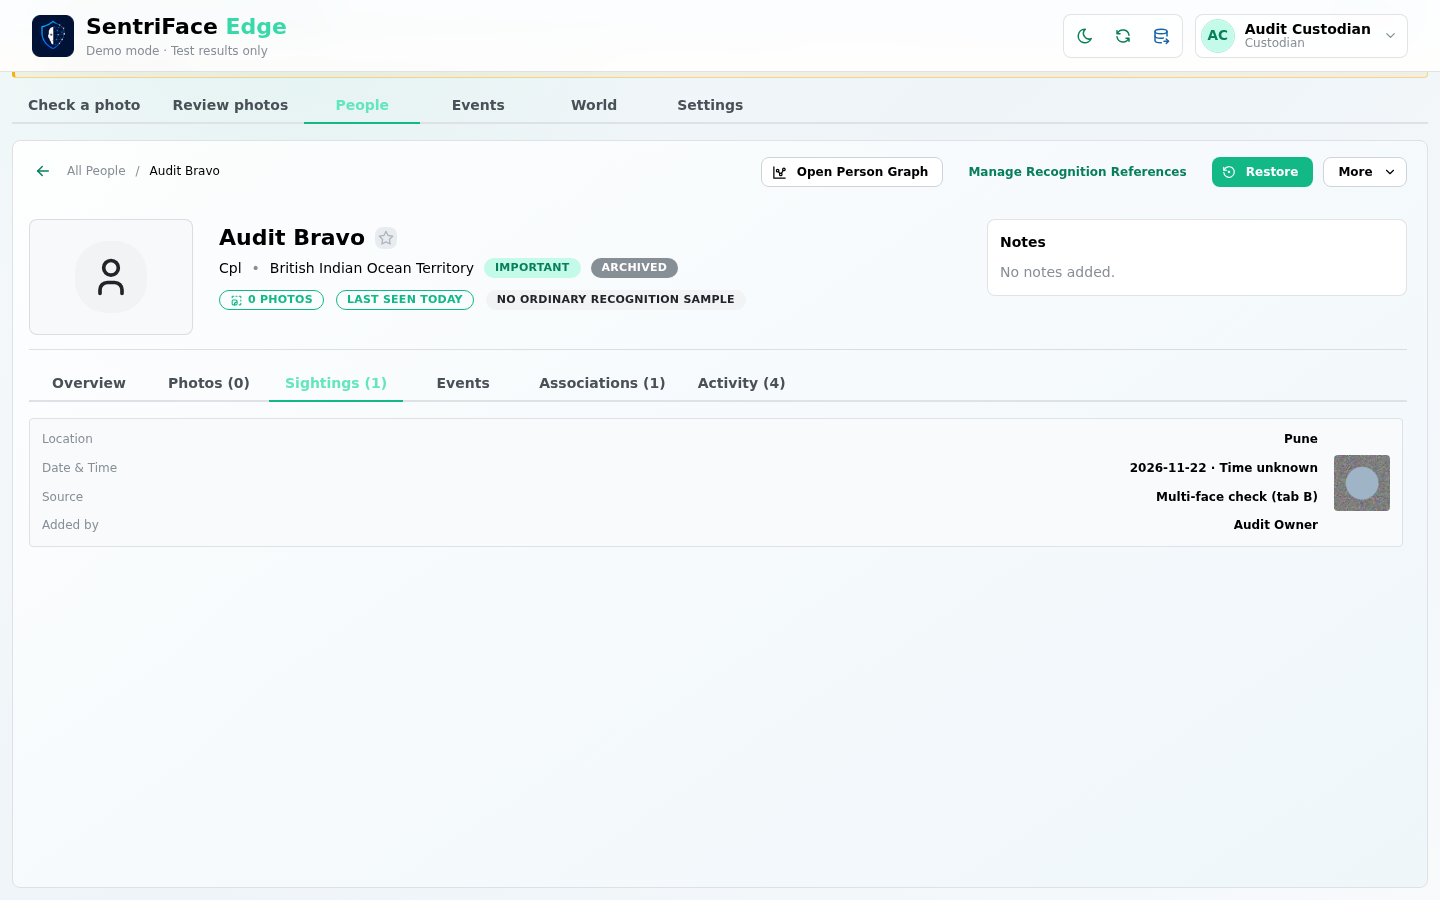 SentriFace Edge
Demo mode · Test results only
AC
Audit Custodian
Custodian
Check a photo
Review photos
People
Events
World
Settings
All People / Audit Bravo
Open Person Graph
Manage Recognition References
Restore
More
Audit Bravo
Cpl • British Indian Ocean Territory IMPORTANT ARCHIVED
0 PHOTOS LAST SEEN TODAY NO ORDINARY RECOGNITION SAMPLE
Notes
No notes added.
Overview
Photos (0)
Sightings (1)
Events
Associations (1)
Activity (4)
Location Pune
Date & Time 2026-11-22 · Time unknown
Source Multi-face check (tab B)
Added by Audit Owner